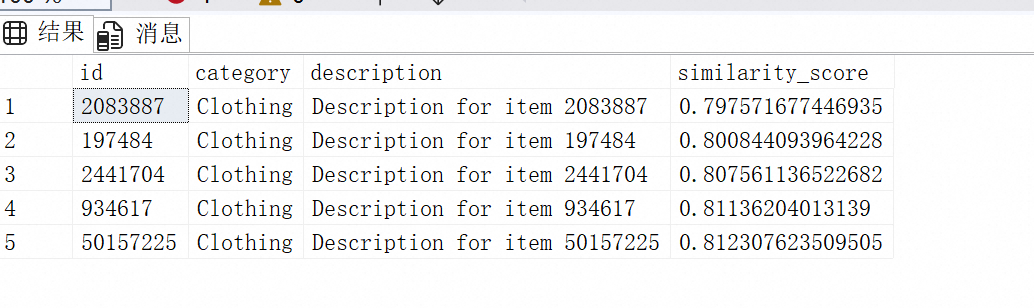 结果 消息
id category description similarity_score
1 2083887 Clothing Description for item 2083887 0.797571677446935
2 197484 Clothing Description for item 197484 0.800844093964228
3 2441704 Clothing Description for item 2441704 0.807561136522682
4 934617 Clothing Description for item 934617 0.81136204013139
5 50157225 Clothing Description for item 50157225 0.812307623509505